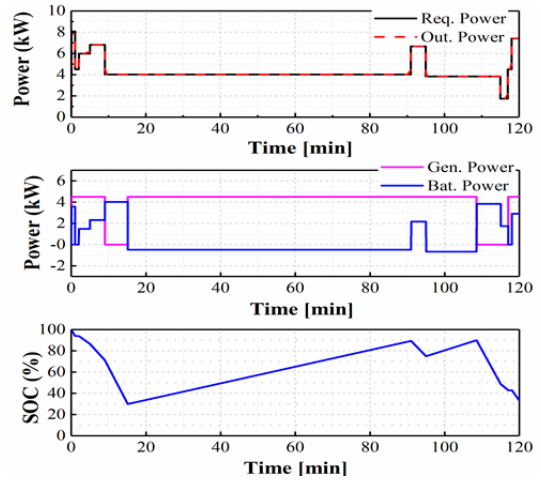 10
Req. Power
Out. Power
8
6
4
2
0
Power (kW)
0 20 40 60 80 100 120
Time [min]
Gen. Power
Bat. Power
6
4
2
-0
-2
Power (kW)
0 20 40 60 80 100 120
Time [min]
100
80
60
40
20
0
SOC (%)
0 20 40 60 80 100 120
Time [min]